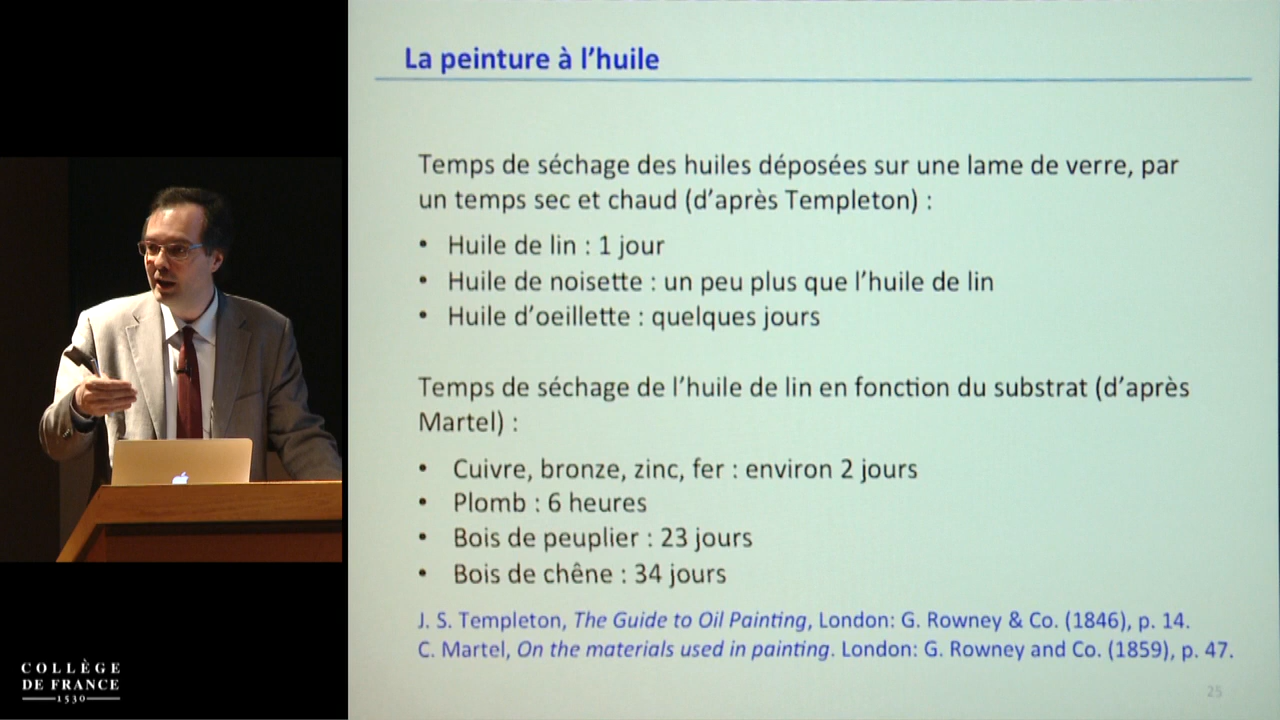 La peinture à l'huile
Temps de séchage des huiles déposées sur une lame de verre, par
un temps sec et chaud (d'après Templeton) :
• Huile de lin : 1 jour
• Huile de noisette : un peu plus que l'huile de lin
• Huile d'oeillette : quelques jours
Temps de séchage de l'huile de lin en fonction du substrat (d'après
Martel) :
• Cuivre, bronze, zinc, fer : environ 2 jours
• Plomb : 6 heures
• Bois de peuplier : 23 jours
• Bois de chêne : 34 jours
J. S. Templeton, The Guide to Oil Painting, London: G. Rowney & Co. (1846), p. 14.
C. Martel, On the materials used in painting. London: G. Rowney and Co. (1859), p. 47.
25
COLLÈGE
DE FRANCE
1530